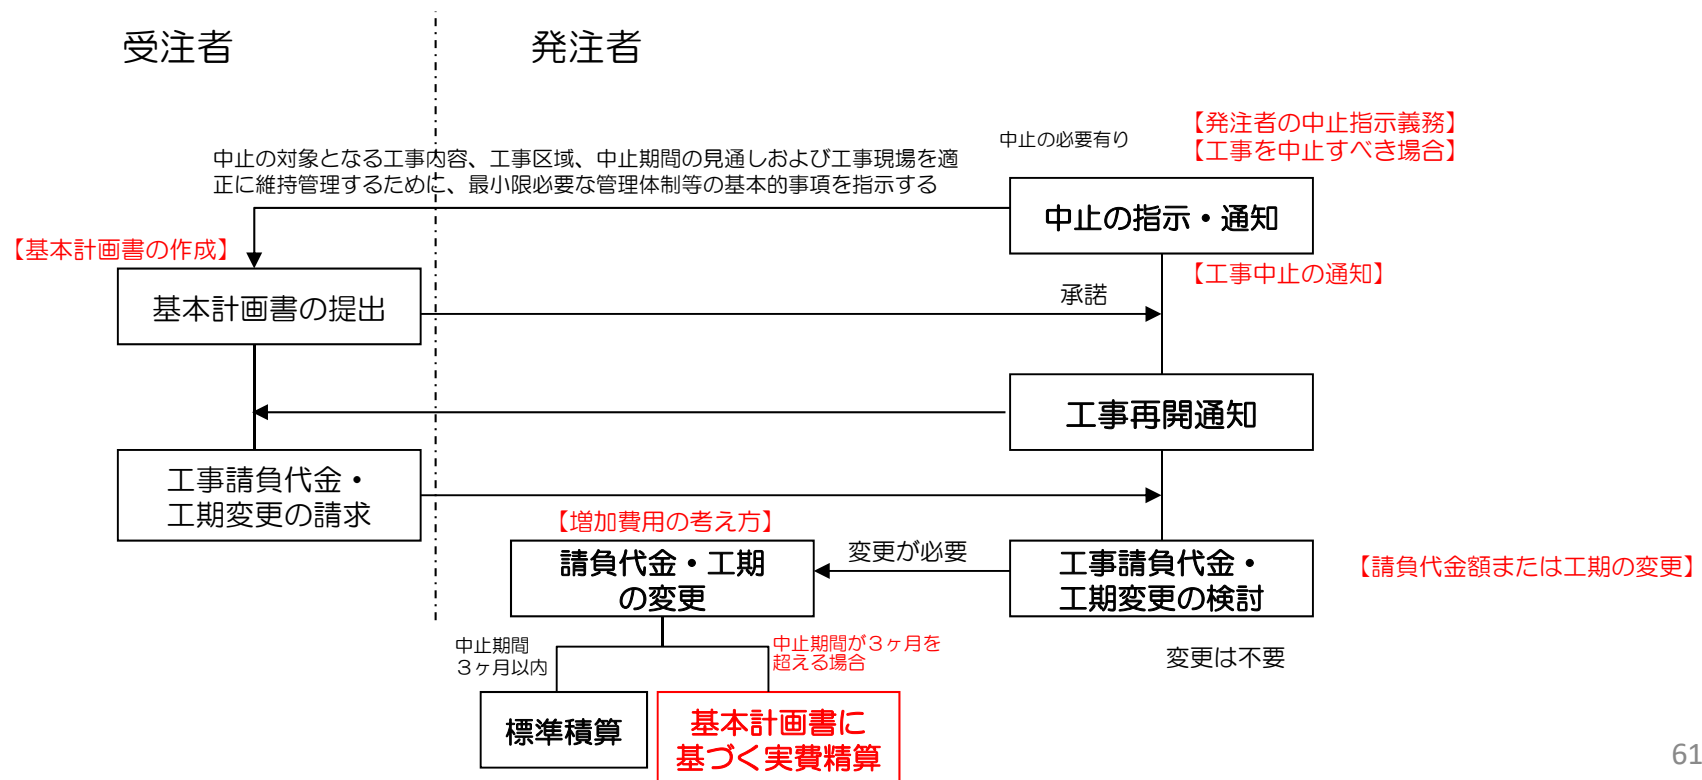 受注者
発注者
中止の必要有り
【発注者の中止指示義務】
【工事を中止すべき場合】
中止の対象となる工事内容、工事区域、中止期間の見通しおよび工事現場を適
正に維持管理するために、最小限必要な管理体制等の基本的事項を指示する
中止の指示・通知
【基本計画書の作成】
【工事中止の通知】
基本計画書の提出
承諾
工事再開通知
工事請負代金・
工期変更の請求
【増加費用の考え方】
請負代金・工期
の変更
変更が必要
工事請負代金・
工期変更の検討
【請負代金額または工期の変更】
中止期間
３ヶ月以内
中止期間が３ヶ月を
超える場合
変更は不要
標準積算
基本計画書に
基づく実費精算
61